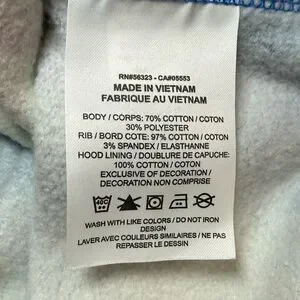 RN#56323 - CA#05553
MADE IN VIETNAM
FABRIQUE AU VIETNAM
BODY / CORPS: 70% COTTON / COTON
30% POLYESTER
RIB / BORD COTE: 97% COTTON / COTON
3% SPANDEX / ELASTHANNE
HOOD LINING / DOUBLURE DE CAPUCHE:
100% COTTON / COTON
EXCLUSIVE OF DECORATION /
DECORATION NON COMPRISE
WASH WITH LIKE COLORS / DO NOT IRON
DESIGN
LAVER AVEC COULEURS SIMILAIRES / NE PAS
REPASSER LE DESSIN